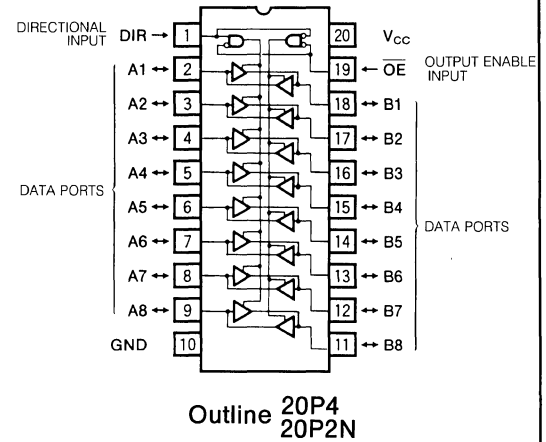 DIRECTIONAL
INPUT DIR → 1 20 VCC
A1 ↔ 2 19 ← O̅E̅ OUTPUT ENABLE
INPUT
A2 ↔ 3 18 ↔ B1
A3 ↔ 4 17 ↔ B2
A4 ↔ 5 16 ↔ B3
DATA PORTS
A5 ↔ 6 15 ↔ B4
A6 ↔ 7 14 ↔ B5
DATA PORTS
A7 ↔ 8 13 ↔ B6
A8 ↔ 9 12 ↔ B7
GND 10 11 ↔ B8
Outline 20P4
20P2N